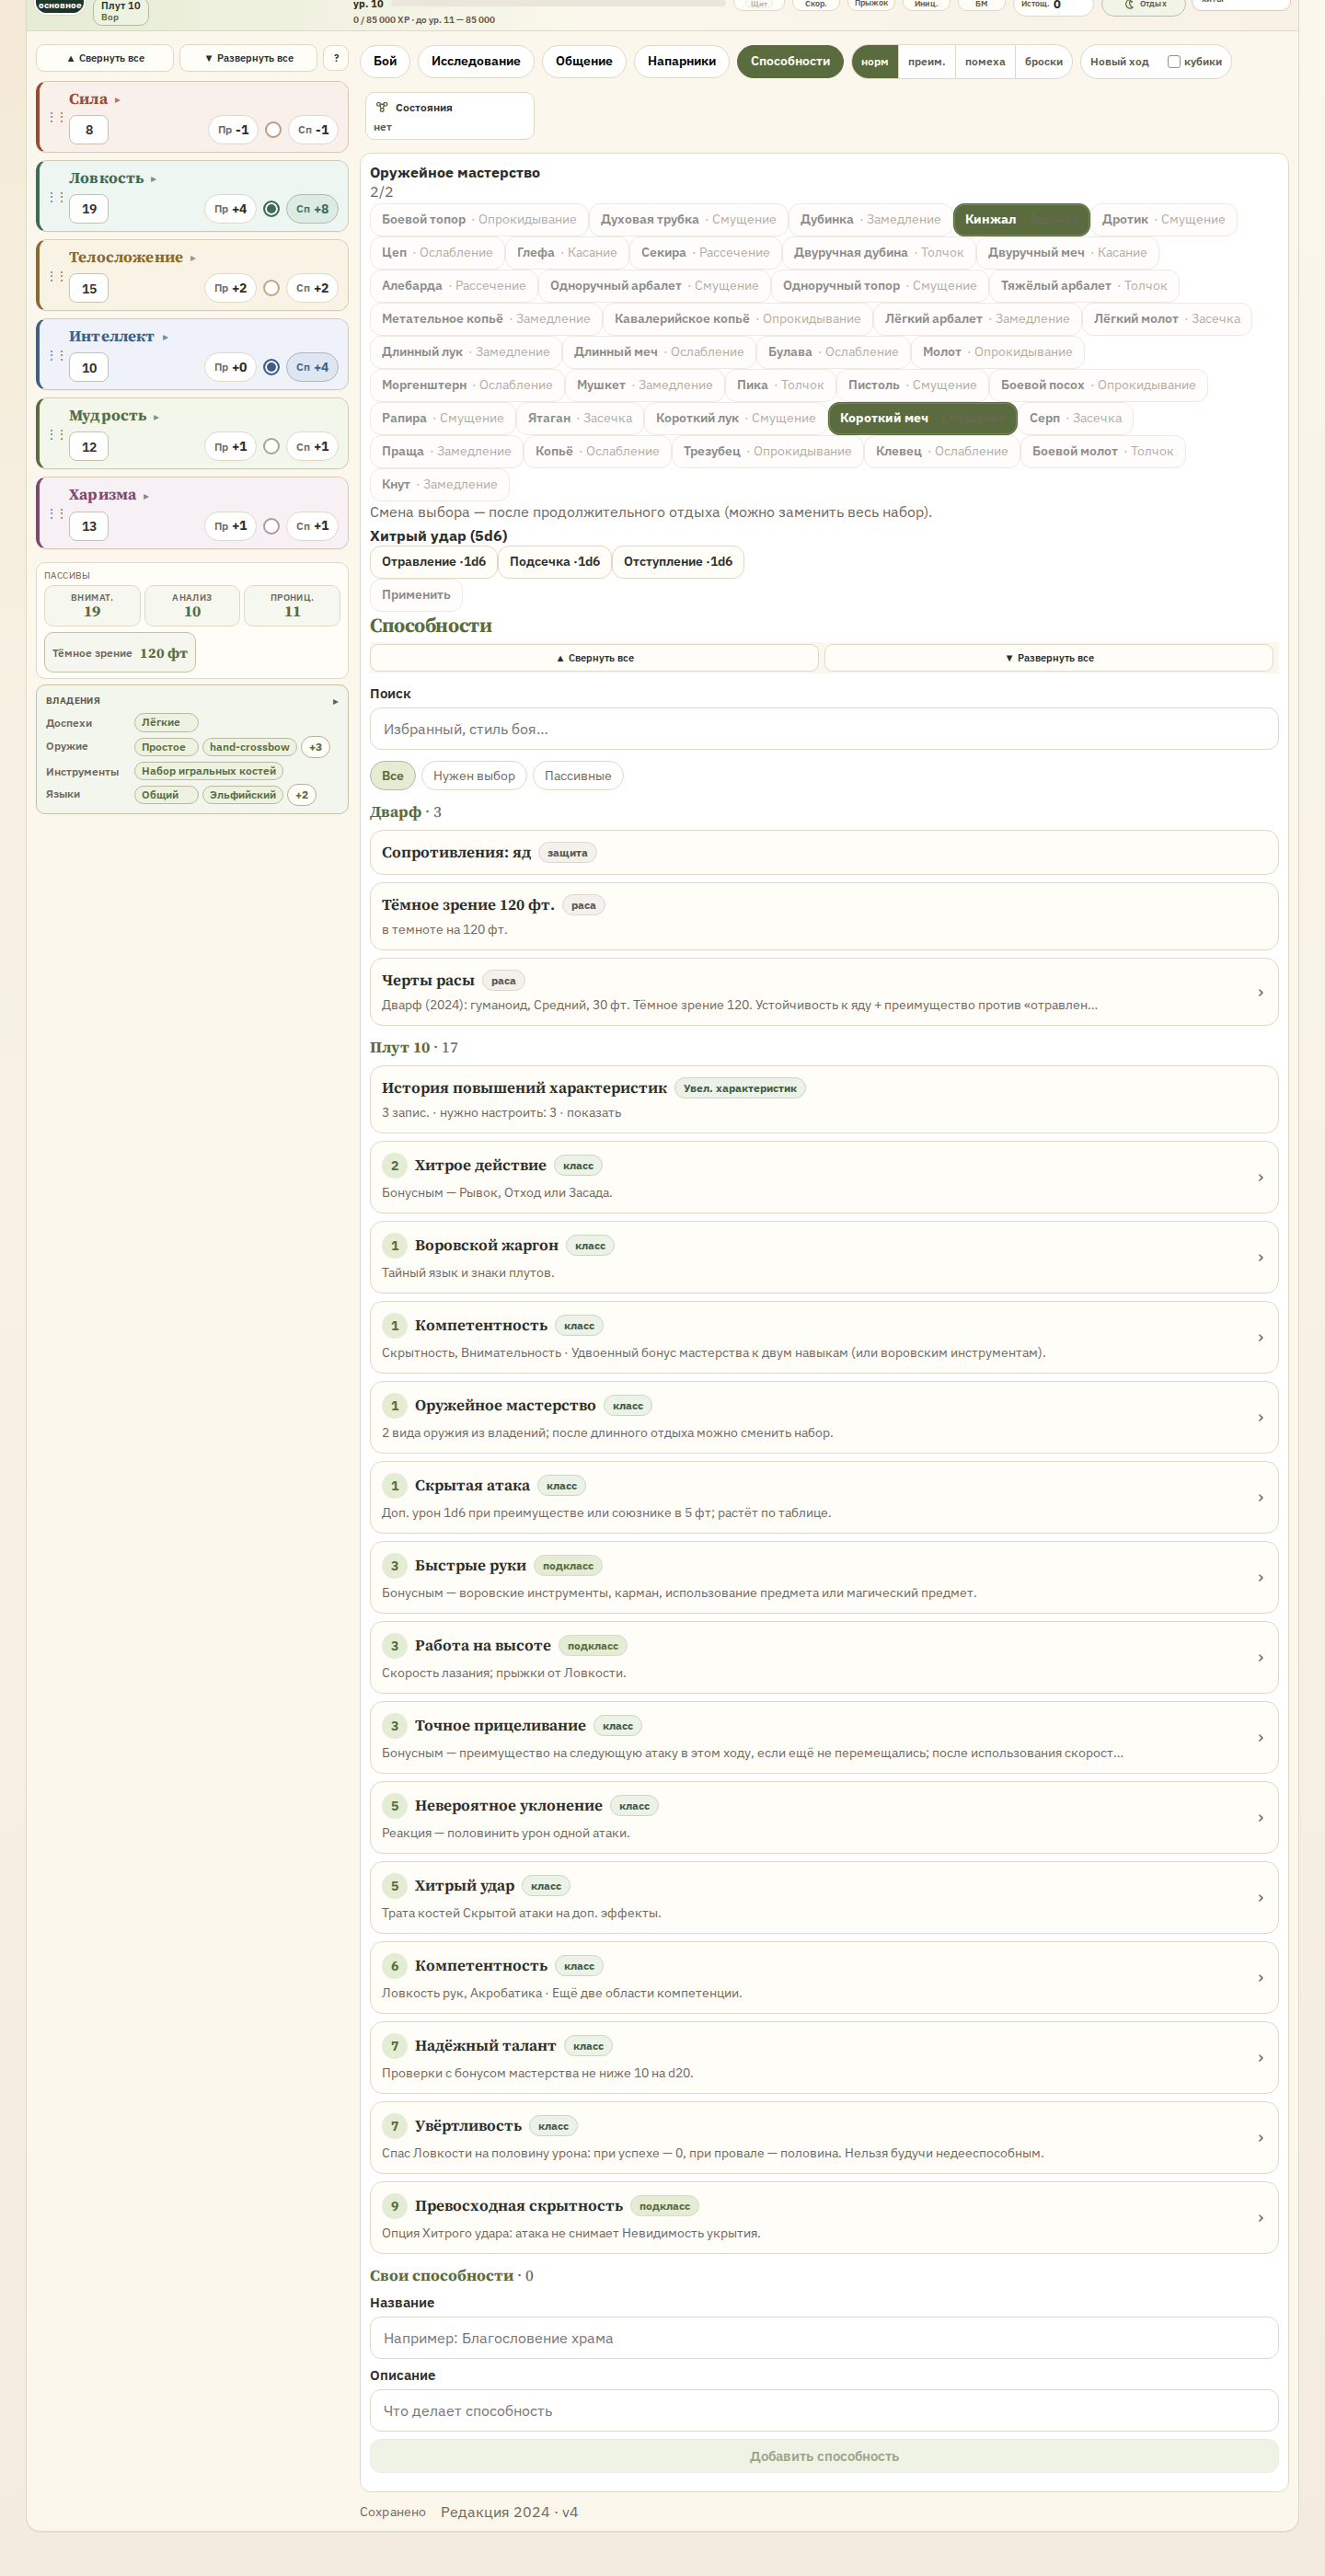 основное
Плут 10
Вор
ур. 10
0 / 85 000 XP · до ур. 11 — 85 000
Щит
Скор.
Прыжок
Иниц.
БМ
Истощ. 0
Отдых
▲ Свернуть все
▼ Развернуть все
?
Бой
Исследование
Общение
Напарники
Способности
норм
преим.
помеха
броски
Новый ход
кубики
Состояния
нет
Сила ▸
8
Пр -1
Сп -1
Ловкость ▸
19
Пр +4
Сп +8
Телосложение ▸
15
Пр +2
Сп +2
Интеллект ▸
10
Пр +0
Сп +4
Мудрость ▸
12
Пр +1
Сп +1
Харизма ▸
13
Пр +1
Сп +1
ПАССИВЫ
ВНИМАТ. АНАЛИЗ ПРОНИЦ.
19 10 11
Тёмное зрение 120 фт
ВЛАДЕНИЯ ▸
Доспехи Лёгкие
Оружие Простое hand-crossbow +3
Инструменты Набор игральных костей
Языки Общий Эльфийский +2
Оружейное мастерство
2/2
Боевой топор · Опрокидывание Духовая трубка · Смущение Дубинка · Замедление Кинжал Дротик · Смущение
Цеп · Ослабление Глефа · Касание Секира · Рассечение Двуручная дубина · Толчок Двуручный меч · Касание
Алебарда · Рассечение Одноручный арбалет · Смущение Одноручный топор · Смущение Тяжёлый арбалет · Толчок
Метательное копьё · Замедление Кавалерийское копьё · Опрокидывание Лёгкий арбалет · Замедление Лёгкий молот · Засечка
Длинный лук · Замедление Длинный меч · Ослабление Булава · Ослабление Молот · Опрокидывание
Моргенштерн · Ослабление Мушкет · Замедление Пика · Толчок Пистоль · Смущение Боевой посох · Опрокидывание
Рапира · Смущение Ятаган · Засечка Короткий лук · Смущение Короткий меч Серп · Засечка
Праща · Замедление Копьё · Ослабление Трезубец · Опрокидывание Клевец · Ослабление Боевой молот · Толчок
Кнут · Замедление
Смена выбора — после продолжительного отдыха (можно заменить весь набор).
Хитрый удар (5d6)
Отравление ·1d6 Подсечка ·1d6 Отступление ·1d6
Применить
Способности
▲ Свернуть все ▼ Развернуть все
Поиск
Избранный, стиль боя...
Все Нужен выбор Пассивные
Дварф · 3
Сопротивления: яд защита
Тёмное зрение 120 фт. раса
в темноте на 120 фт.
Черты расы раса
Дварф (2024): гуманоид, Средний, 30 фт. Тёмное зрение 120. Устойчивость к яду + преимущество против «отравлен...
Плут 10 · 17
История повышений характеристик Увел. характеристик
3 запис. · нужно настроить: 3 · показать
2 Хитрое действие класс
Бонусным — Рывок, Отход или Засада.
1 Воровской жаргон класс
Тайный язык и знаки плутов.
1 Компетентность класс
Скрытность, Внимательность · Удвоенный бонус мастерства к двум навыкам (или воровским инструментам).
1 Оружейное мастерство класс
2 вида оружия из владений; после длинного отдыха можно сменить набор.
1 Скрытая атака класс
Доп. урон 1d6 при преимуществе или союзнике в 5 фт; растёт по таблице.
3 Быстрые руки подкласс
Бонусным — воровские инструменты, карман, использование предмета или магический предмет.
3 Работа на высоте подкласс
Скорость лазания; прыжки от Ловкости.
3 Точное прицеливание класс
Бонусным — преимущество на следующую атаку в этом ходу, если ещё не перемещались; после использования скорост...
5 Невероятное уклонение класс
Реакция — половинить урон одной атаки.
5 Хитрый удар класс
Трата костей Скрытой атаки на доп. эффекты.
6 Компетентность класс
Ловкость рук, Акробатика · Ещё две области компетенции.
7 Надёжный талант класс
Проверки с бонусом мастерства не ниже 10 на d20.
7 Увёртливость класс
Спас Ловкости на половину урона: при успехе — 0, при провале — половина. Нельзя будучи недееспособным.
9 Превосходная скрытность подкласс
Опция Хитрого удара: атака не снимает Невидимость укрытия.
Свои способности · 0
Название
Например: Благословение храма
Описание
Что делает способность
Добавить способность
Сохранено Редакция 2024 · v4